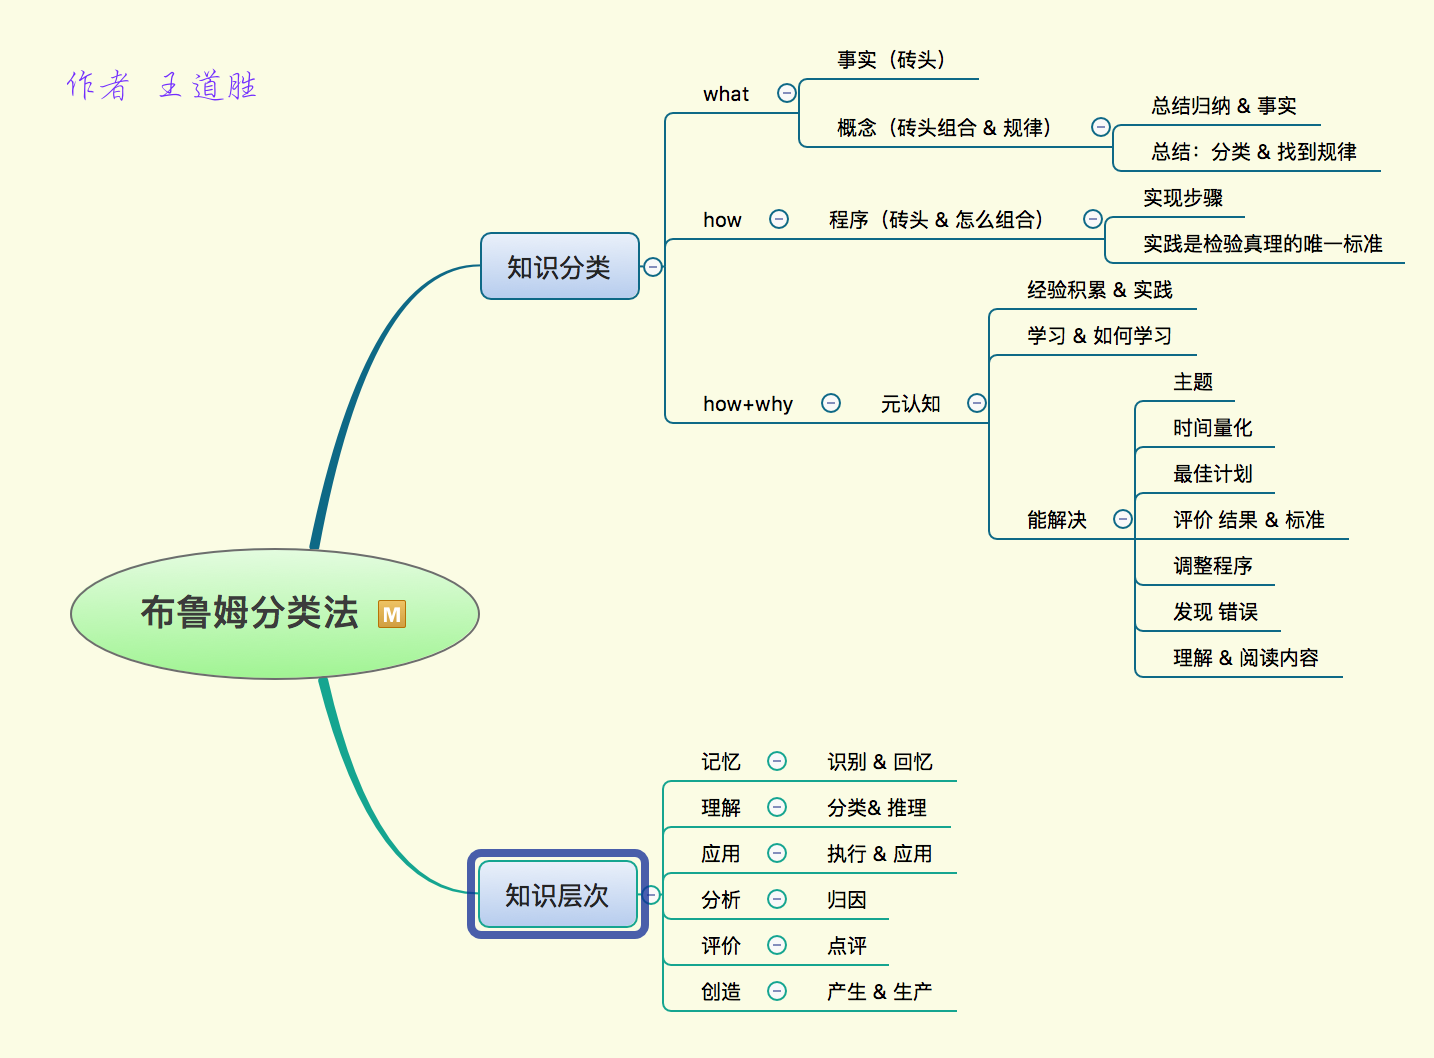 作者 王道胜
布鲁姆分类法 M
知识分类
what
事实（砖头）
概念（砖头组合 & 规律）
总结归纳 & 事实
总结：分类 & 找到规律
how
程序（砖头 & 怎么组合）
实现步骤
实践是检验真理的唯一标准
how+why
元认知
经验积累 & 实践
学习 & 如何学习
能解决
主题
时间量化
最佳计划
评价 结果 & 标准
调整程序
发现 错误
理解 & 阅读内容
知识层次
记忆
识别 & 回忆
理解
分类& 推理
应用
执行 & 应用
分析
归因
评价
点评
创造
产生 & 生产